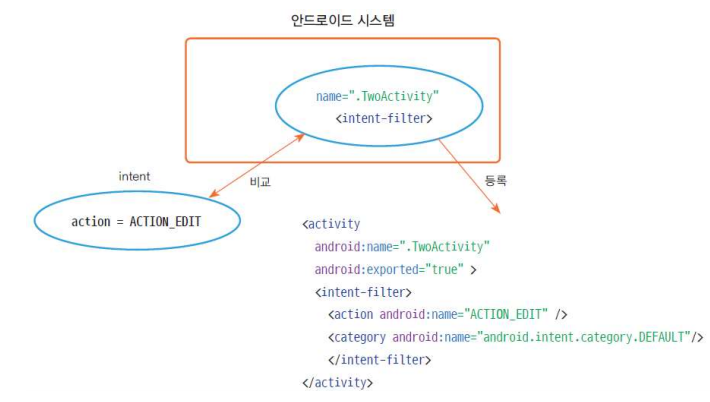 안드로이드 시스템
name=".TwoActivity"
<intent-filter>
intent
비교
등록
action = ACTION_EDIT
<activity
android:name=".TwoActivity"
android:exported="true" >
<intent-filter>
<action android:name="ACTION_EDIT" />
<category android:name="android.intent.category.DEFAULT"/>
</intent-filter>
</activity>